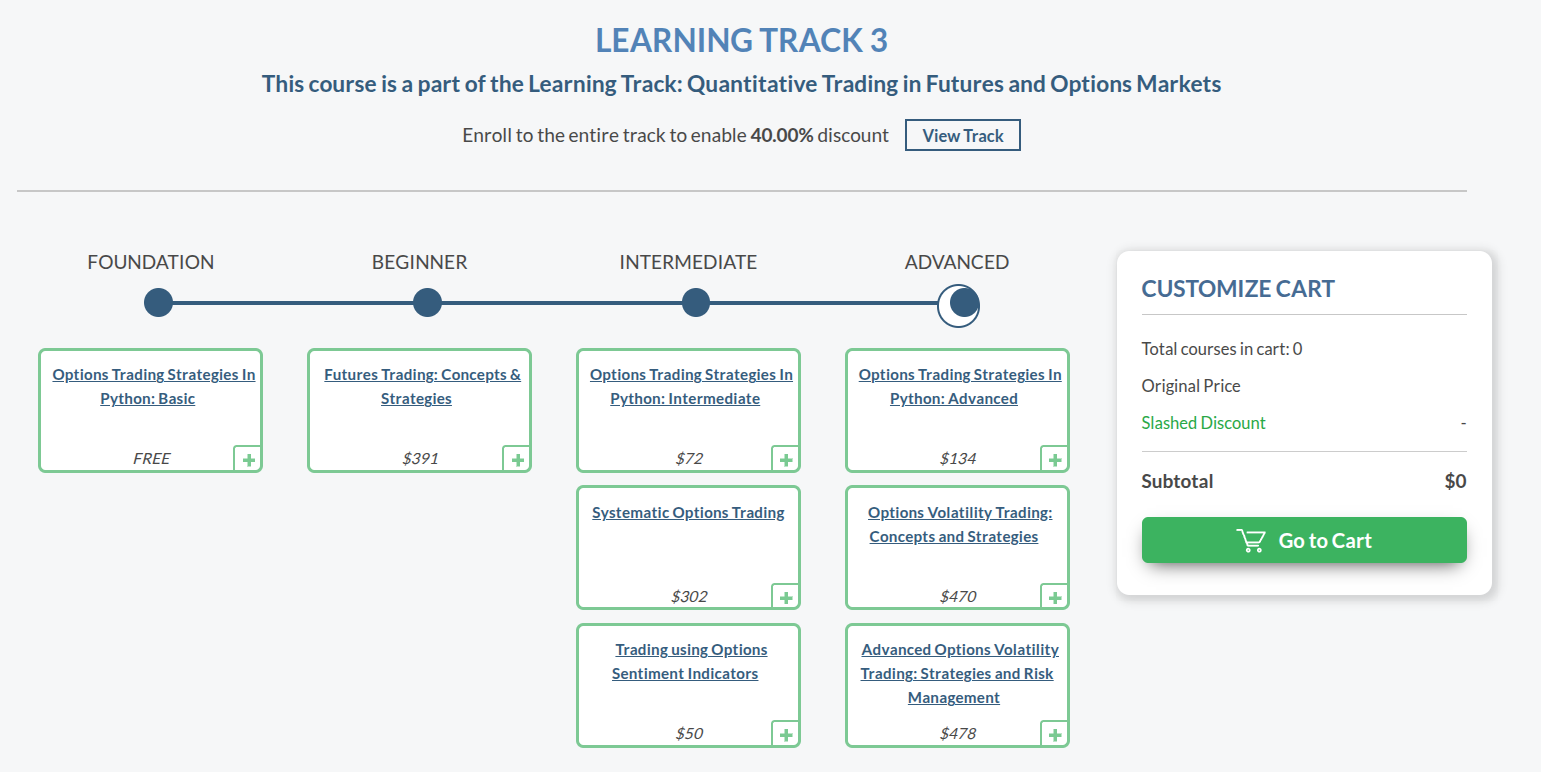 LEARNING TRACK 3
This course is a part of the Learning Track: Quantitative Trading in Futures and Options Markets
Enroll to the entire track to enable 40.00% discount
View Track
FOUNDATION
BEGINNER
INTERMEDIATE
ADVANCED
Options Trading Strategies In
Python: Basic
FREE
Futures Trading: Concepts &
Strategies
$391
Options Trading Strategies In
Python: Intermediate
$72
Systematic Options Trading
$302
Trading using Options
Sentiment Indicators
$50
Options Trading Strategies In
Python: Advanced
$134
Options Volatility Trading:
Concepts and Strategies
$470
Advanced Options Volatility
Trading: Strategies and Risk
Management
$478
CUSTOMIZE CART
Total courses in cart: 0
Original Price
Slashed Discount -
Subtotal $0
Go to Cart